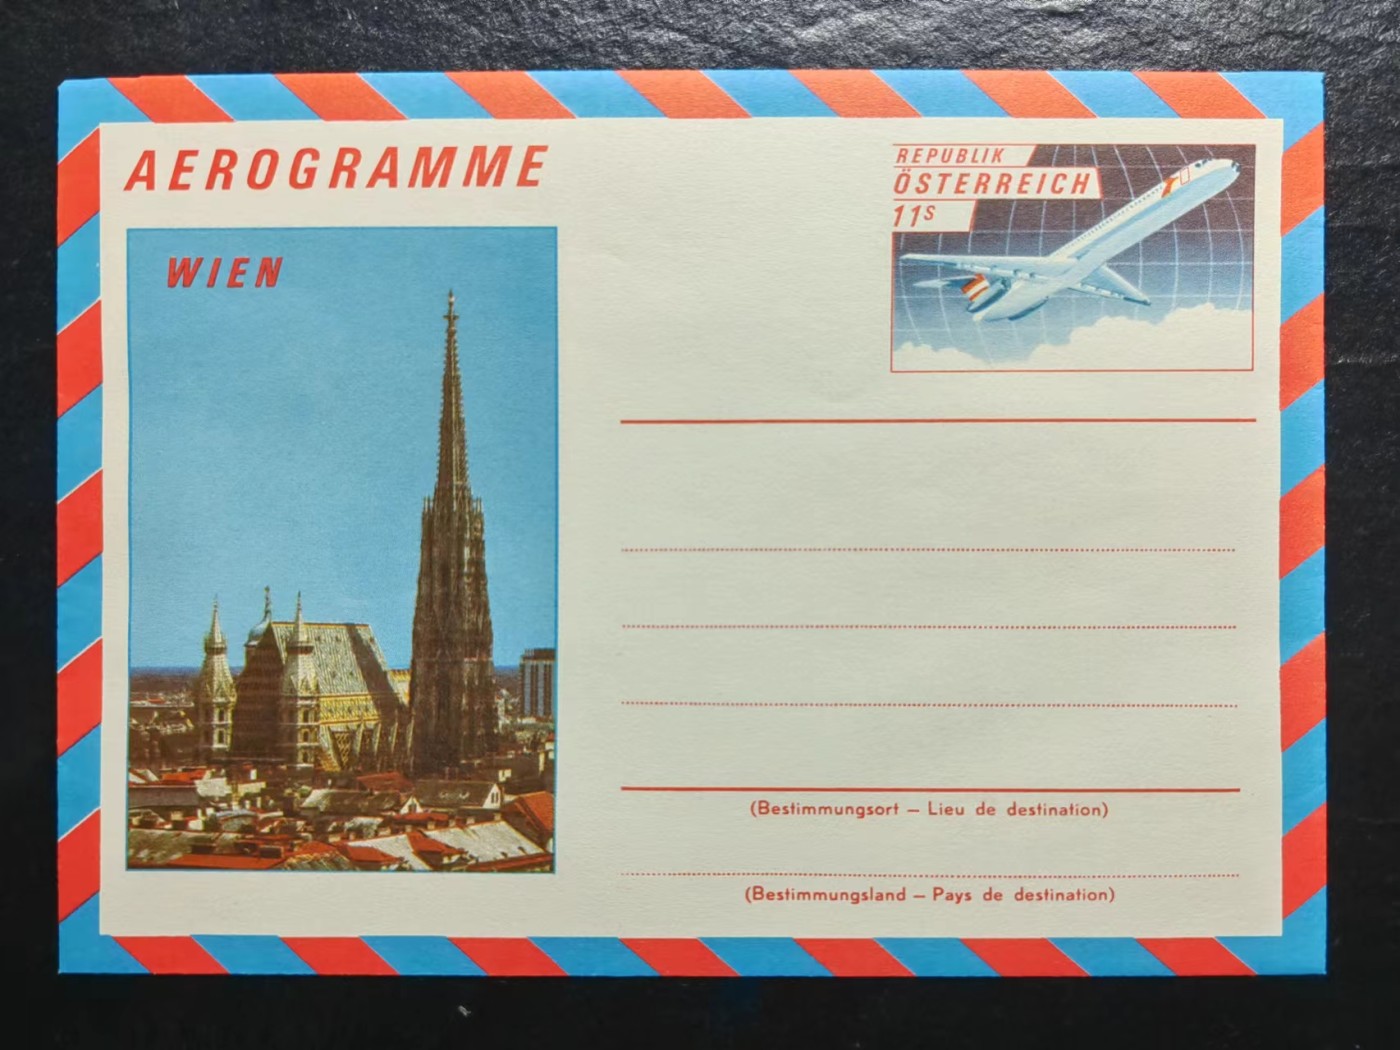 AEROGRAMME
WIEN
REPUBLIK
ÖSTERREICH
11S
(Bestimmungsort – Lieu de destination)
(Bestimmungsland – Pays de destination)